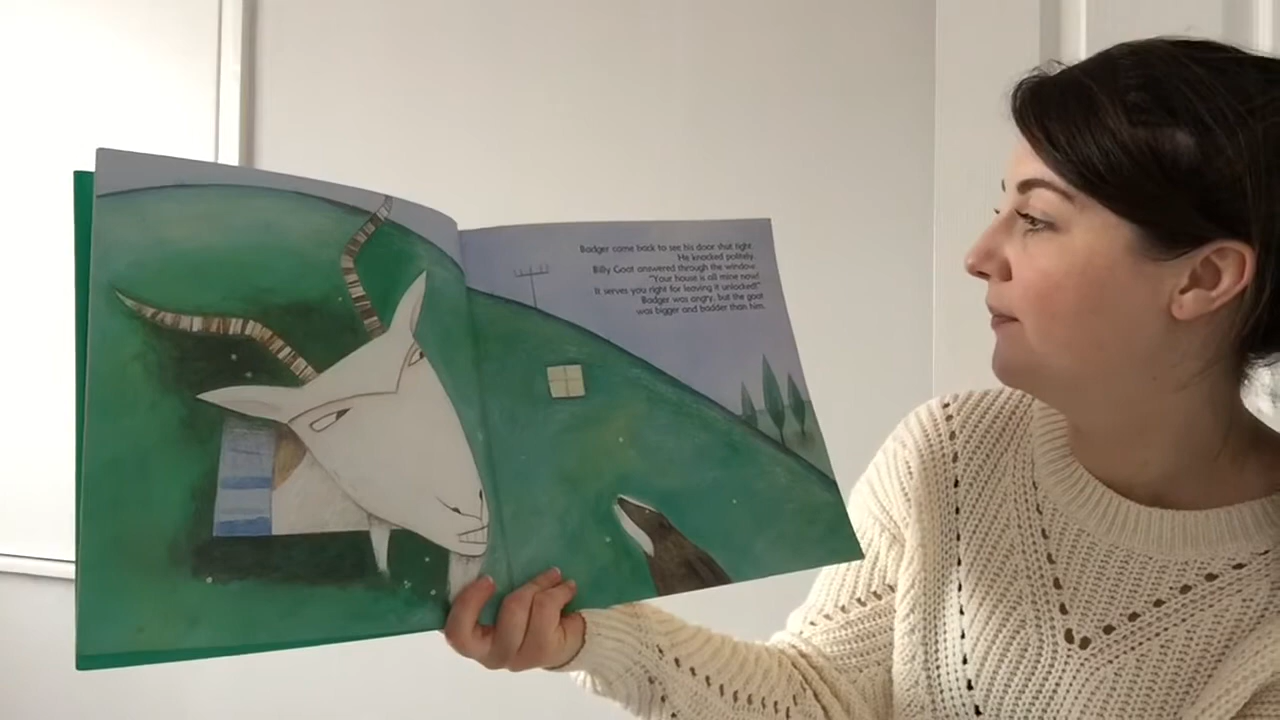 Badger came back to see his door shut tight.
He knocked politely.
Billy Goat answered through the window.
"Your house is all mine now!
It serves you right for leaving it unlocked!"
Badger was angry, but the goat
was bigger and badder than him.